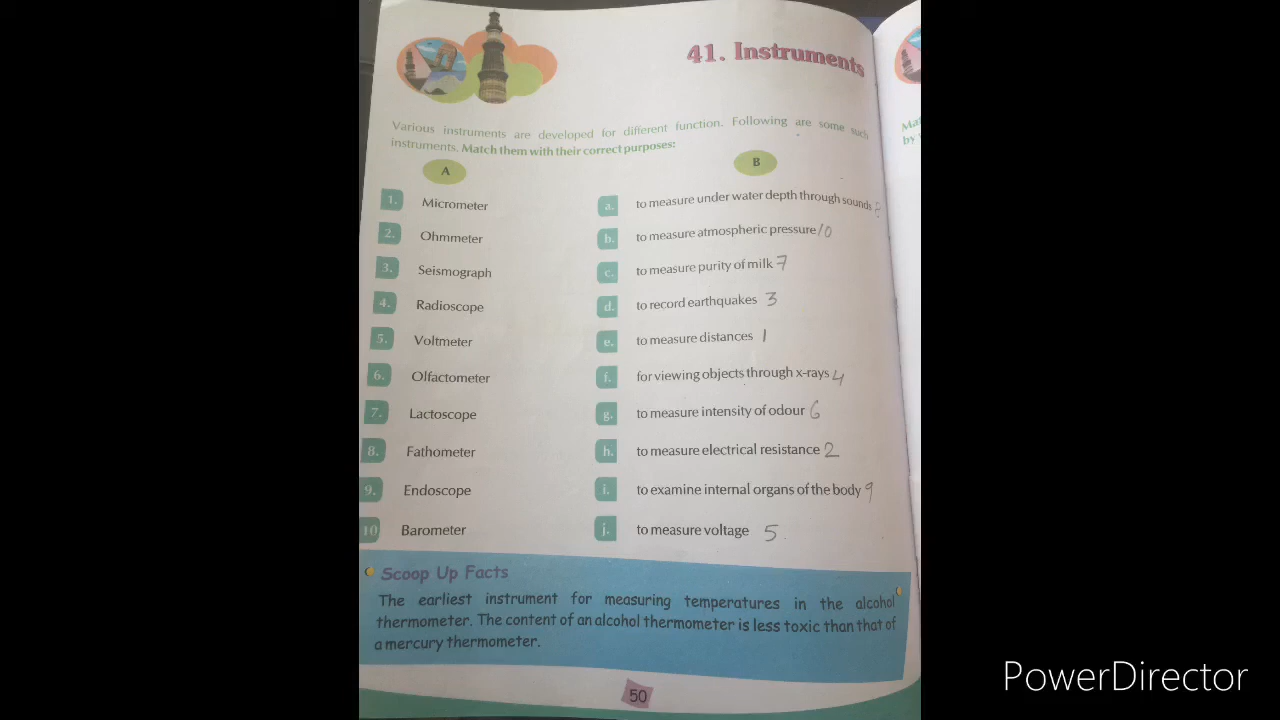 41. Instruments
Various instruments are developed for different function. Following are some such
instruments. Match them with their correct purposes:
A
B
1. Micrometer
a. to measure under water depth through sounds
2. Ohmmeter
b. to measure atmospheric pressure 10
3. Seismograph
c. to measure purity of milk 7
4. Radioscope
d. to record earthquakes 3
5. Voltmeter
e. to measure distances 1
6. Olfactometer
f. for viewing objects through x-rays 4
7. Lactoscope
g. to measure intensity of odour 6
8. Fathometer
h. to measure electrical resistance 2
9. Endoscope
i. to examine internal organs of the body 9
10 Barometer
j. to measure voltage 5
Scoop Up Facts
The earliest instrument for measuring temperatures in the alcohol
thermometer. The content of an alcohol thermometer is less toxic than that of
a mercury thermometer.
50
PowerDirector